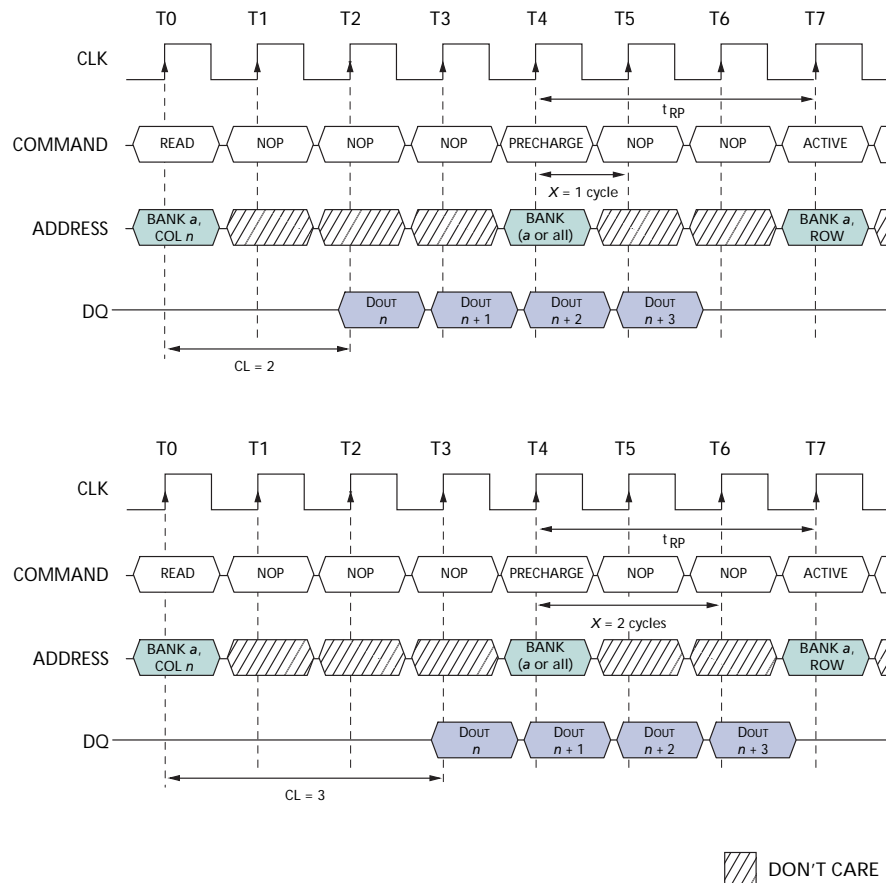 T0 T1 T2 T3 T4 T5 T6 T7
CLK
tRP
COMMAND READ NOP NOP NOP PRECHARGE NOP NOP ACTIVE
X = 1 cycle
ADDRESS BANK a, COL n BANK (a or all) BANK a, ROW
DQ DOUT n DOUT n + 1 DOUT n + 2 DOUT n + 3
CL = 2
T0 T1 T2 T3 T4 T5 T6 T7
CLK
tRP
COMMAND READ NOP NOP NOP PRECHARGE NOP NOP ACTIVE
X = 2 cycles
ADDRESS BANK a, COL n BANK (a or all) BANK a, ROW
DQ DOUT n DOUT n + 1 DOUT n + 2 DOUT n + 3
CL = 3
DON'T CARE